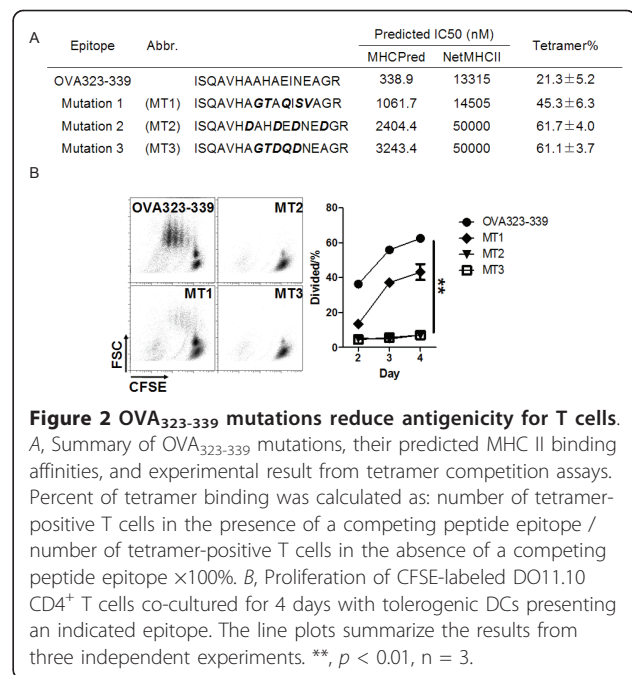 A
Epitope Abbr. Predicted IC50 (nM) Tetramer%
MHCPred NetMHCII
OVA323-339 ISQAVHAAHAEINEAGR 338.9 13315 21.3±5.2
Mutation 1 (MT1) ISQAVHAGTAQISVAGR 1061.7 14505 45.3±6.3
Mutation 2 (MT2) ISQAVHDAHDEDNEDGR 2404.4 50000 61.7±4.0
Mutation 3 (MT3) ISQAVHAGTDQDNEAGR 3243.4 50000 61.1±3.7
B
OVA323-339 MT2
MT1 MT3
FSC
CFSE
Divided/%
80
60
40
20
0
2 3 4
Day
**
OVA323-339
MT1
MT2
MT3
Figure 2 OVA323-339 mutations reduce antigenicity for T cells.
A, Summary of OVA323-339 mutations, their predicted MHC II binding
affinities, and experimental result from tetramer competition assays.
Percent of tetramer binding was calculated as: number of tetramer-
positive T cells in the presence of a competing peptide epitope /
number of tetramer-positive T cells in the absence of a competing
peptide epitope ×100%. B, Proliferation of CFSE-labeled DO11.10
CD4+ T cells co-cultured for 4 days with tolerogenic DCs presenting
an indicated epitope. The line plots summarize the results from
three independent experiments. **, p < 0.01, n = 3.